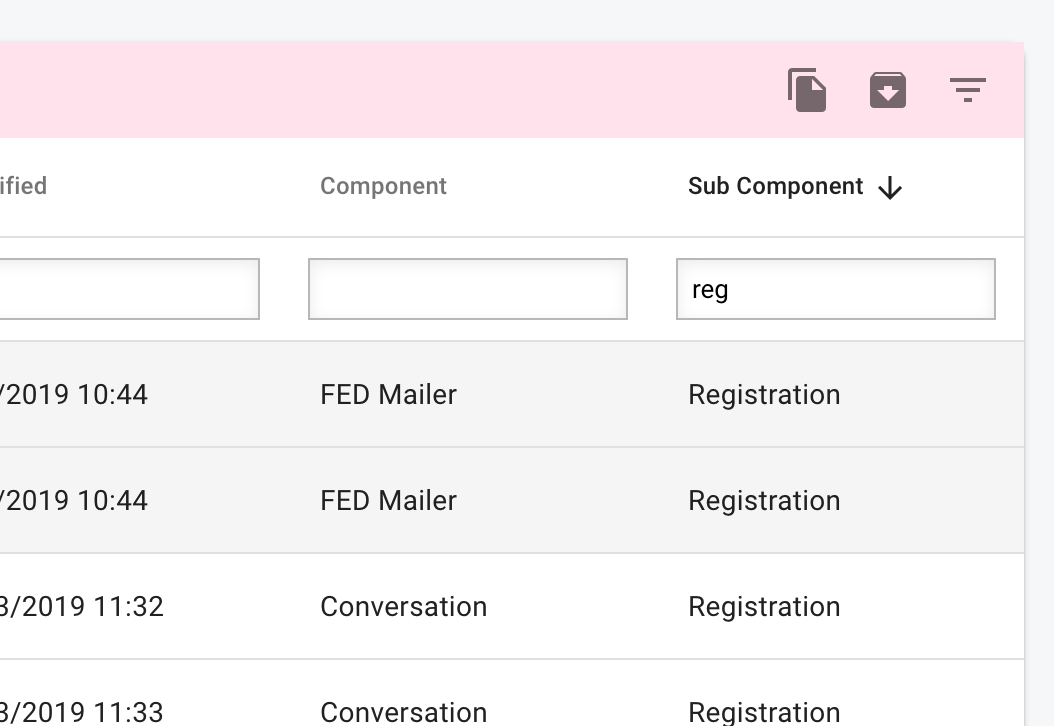 ified Component Sub Component
reg
/2019 10:44 FED Mailer Registration
/2019 10:44 FED Mailer Registration
3/2019 11:32 Conversation Registration
3/2019 11:33 Conversation Registration